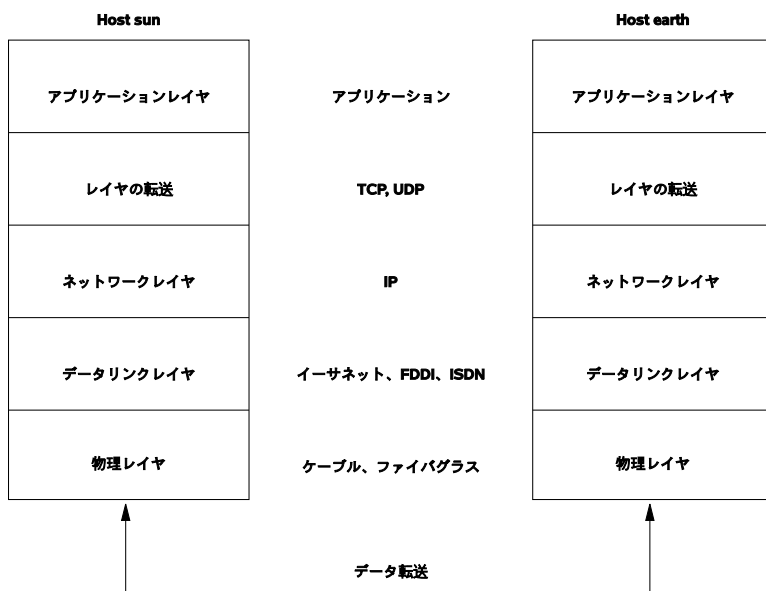 Host sun
Host earth
アプリケーションレイヤ
アプリケーション
アプリケーションレイヤ
レイヤの転送
TCP, UDP
レイヤの転送
ネットワークレイヤ
IP
ネットワークレイヤ
データリンクレイヤ
イーサネット、FDDI、ISDN
データリンクレイヤ
物理レイヤ
ケーブル、ファイバグラス
物理レイヤ
データ転送